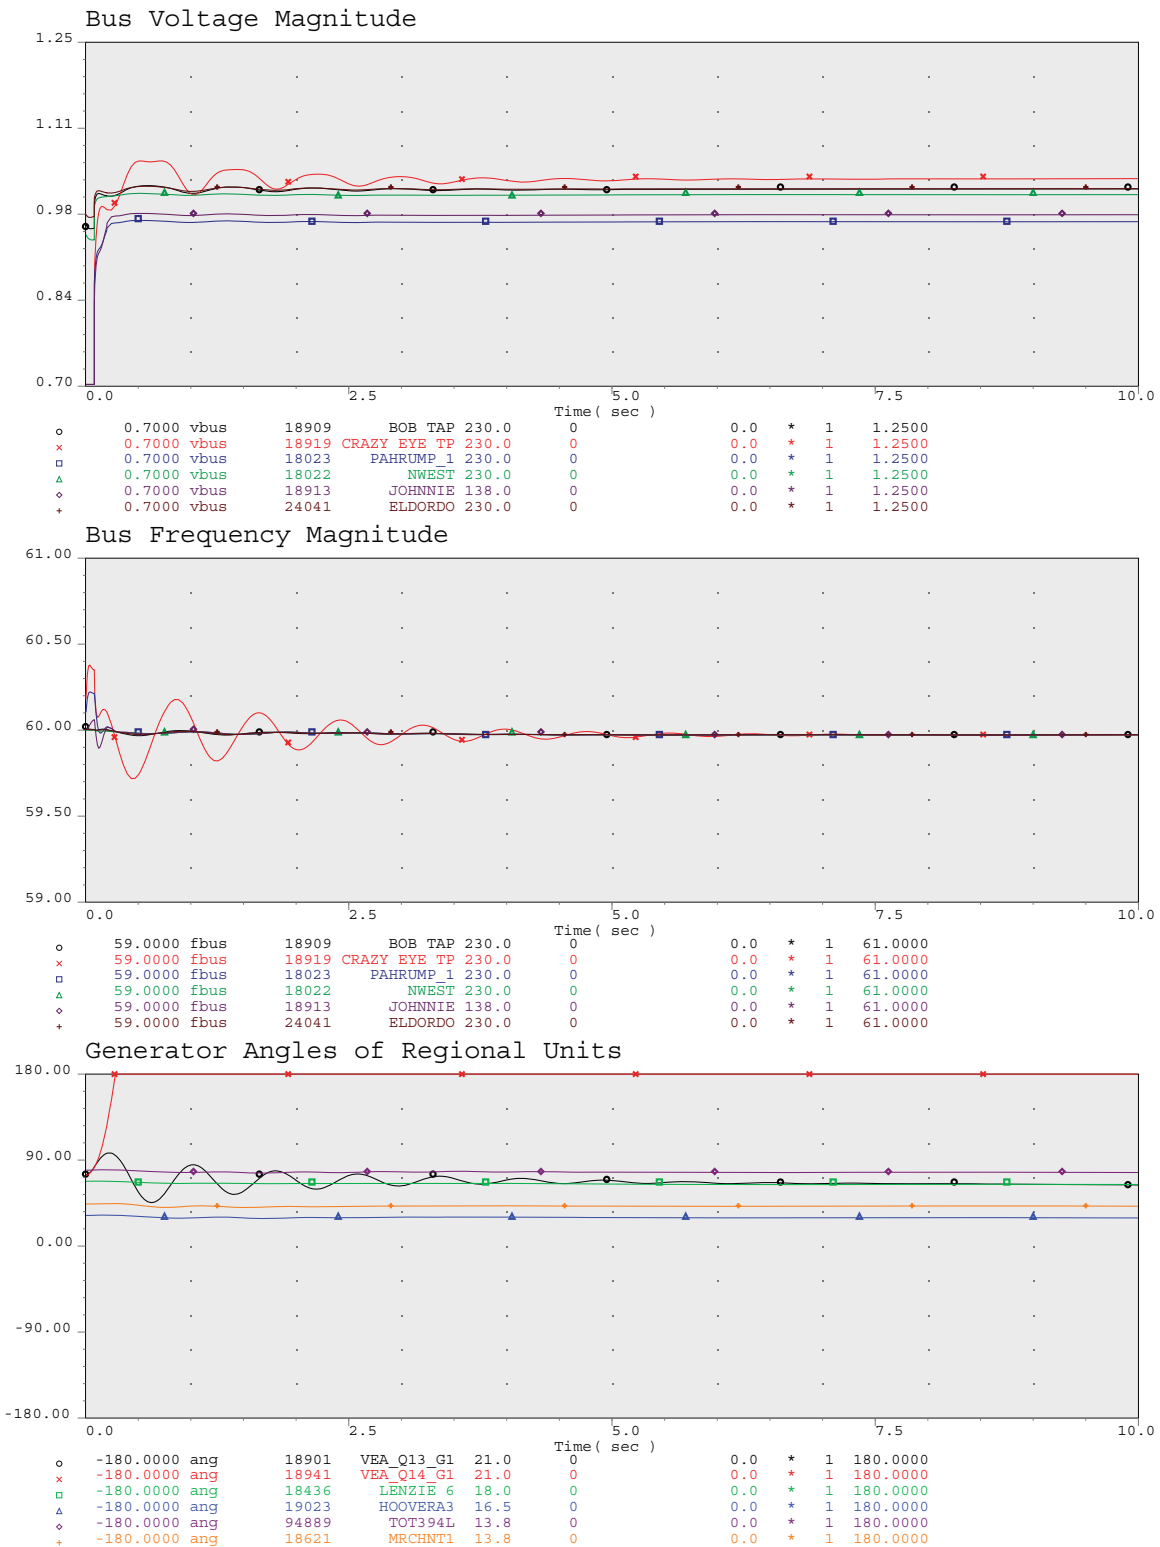 Bus Voltage Magnitude
1.25
1.11
0.98
0.84
0.70
0.0 2.5 5.0 7.5 10.0
Time( sec )
0.7000 vbus 18909 BOB TAP 230.0 0 0.0 * 1 1.2500
0.7000 vbus 18919 CRAZY EYE TP 230.0 0 0.0 * 1 1.2500
0.7000 vbus 18023 PAHRUMP_1 230.0 0 0.0 * 1 1.2500
0.7000 vbus 18022 NWEST 230.0 0 0.0 * 1 1.2500
0.7000 vbus 18913 JOHNNIE 138.0 0 0.0 * 1 1.2500
0.7000 vbus 24041 ELDORDO 230.0 0 0.0 * 1 1.2500
Bus Frequency Magnitude
61.00
60.50
60.00
59.50
59.00
0.0 2.5 5.0 7.5 10.0
Time( sec )
59.0000 fbus 18909 BOB TAP 230.0 0 0.0 * 1 61.0000
59.0000 fbus 18919 CRAZY EYE TP 230.0 0 0.0 * 1 61.0000
59.0000 fbus 18023 PAHRUMP_1 230.0 0 0.0 * 1 61.0000
59.0000 fbus 18022 NWEST 230.0 0 0.0 * 1 61.0000
59.0000 fbus 18913 JOHNNIE 138.0 0 0.0 * 1 61.0000
59.0000 fbus 24041 ELDORDO 230.0 0 0.0 * 1 61.0000
Generator Angles of Regional Units
180.00
90.00
0.00
-90.00
-180.00
0.0 2.5 5.0 7.5 10.0
Time( sec )
-180.0000 ang 18901 VEA_Q13_G1 21.0 0 0.0 * 1 180.0000
-180.0000 ang 18941 VEA_Q14_G1 21.0 0 0.0 * 1 180.0000
-180.0000 ang 18436 LENZIE 6 18.0 0 0.0 * 1 180.0000
-180.0000 ang 19023 HOOVERA3 16.5 0 0.0 * 1 180.0000
-180.0000 ang 94889 TOT394L 13.8 0 0.0 * 1 180.0000
-180.0000 ang 18621 MRCHNT1 13.8 0 0.0 * 1 180.0000